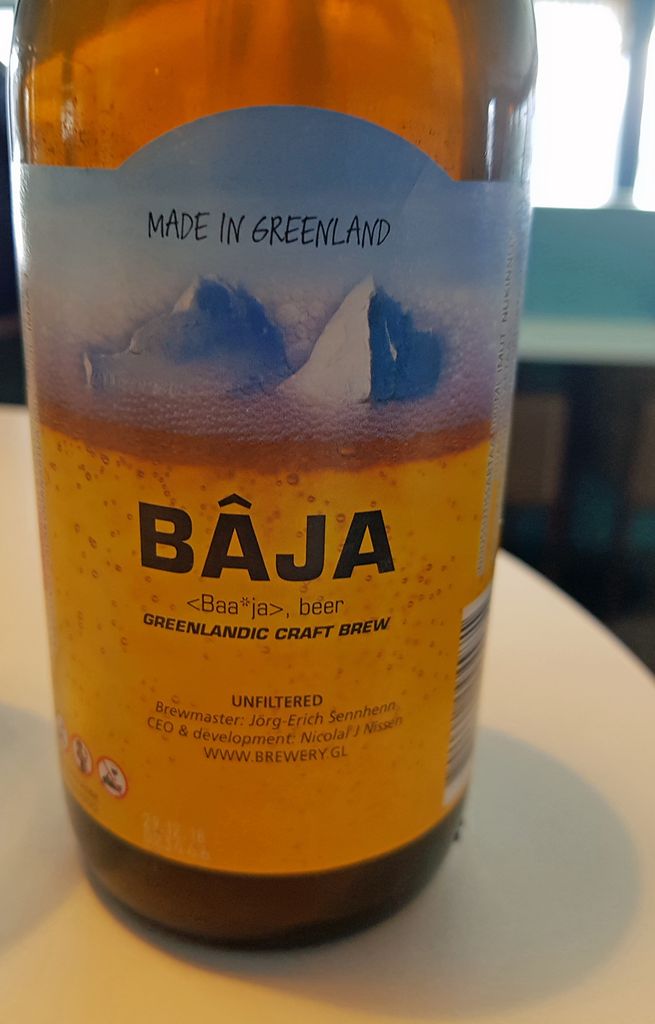 MADE IN GREENLAND
BÂJA
<Baa*ja>, beer
GREENLANDIC CRAFT BREW
UNFILTERED
Brewmaster: Jörg-Erich Sennhenn
CEO & development: Nicolai J Nissen
WWW.BREWERY.GL